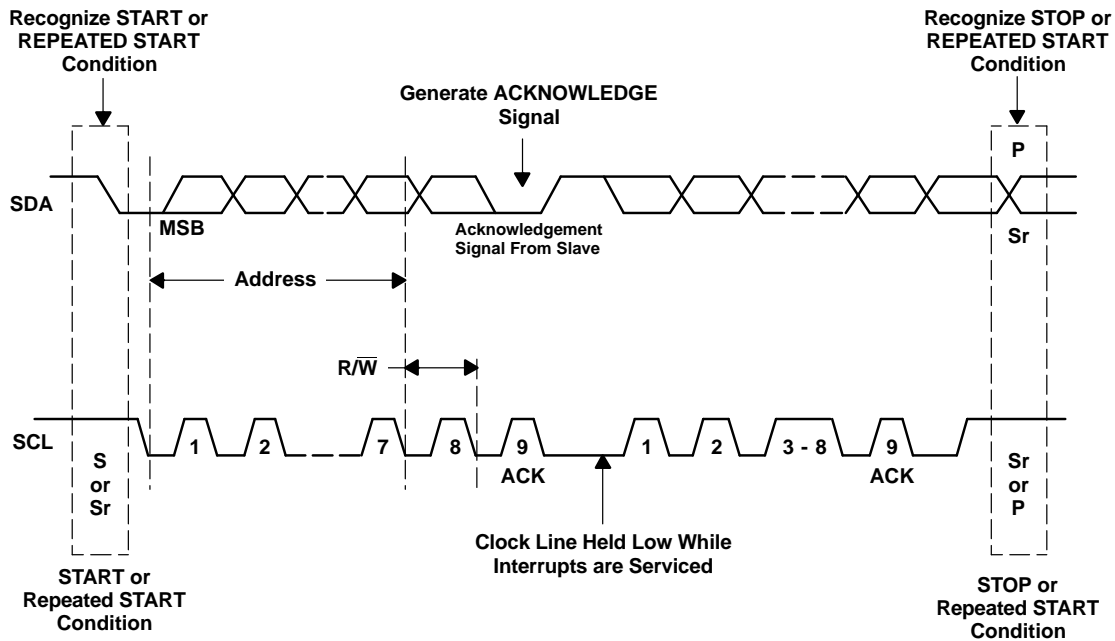 Recognize START or
REPEATED START
Condition
Recognize STOP or
REPEATED START
Condition
Generate ACKNOWLEDGE
Signal
P
SDA
MSB
Acknowledgement
Signal From Slave
Sr
Address
R/W̅
SCL
1
2
7
8
9
1
2
3 - 8
9
ACK
ACK
S
or
Sr
Sr
or
P
Clock Line Held Low While
Interrupts are Serviced
START or
Repeated START
Condition
STOP or
Repeated START
Condition